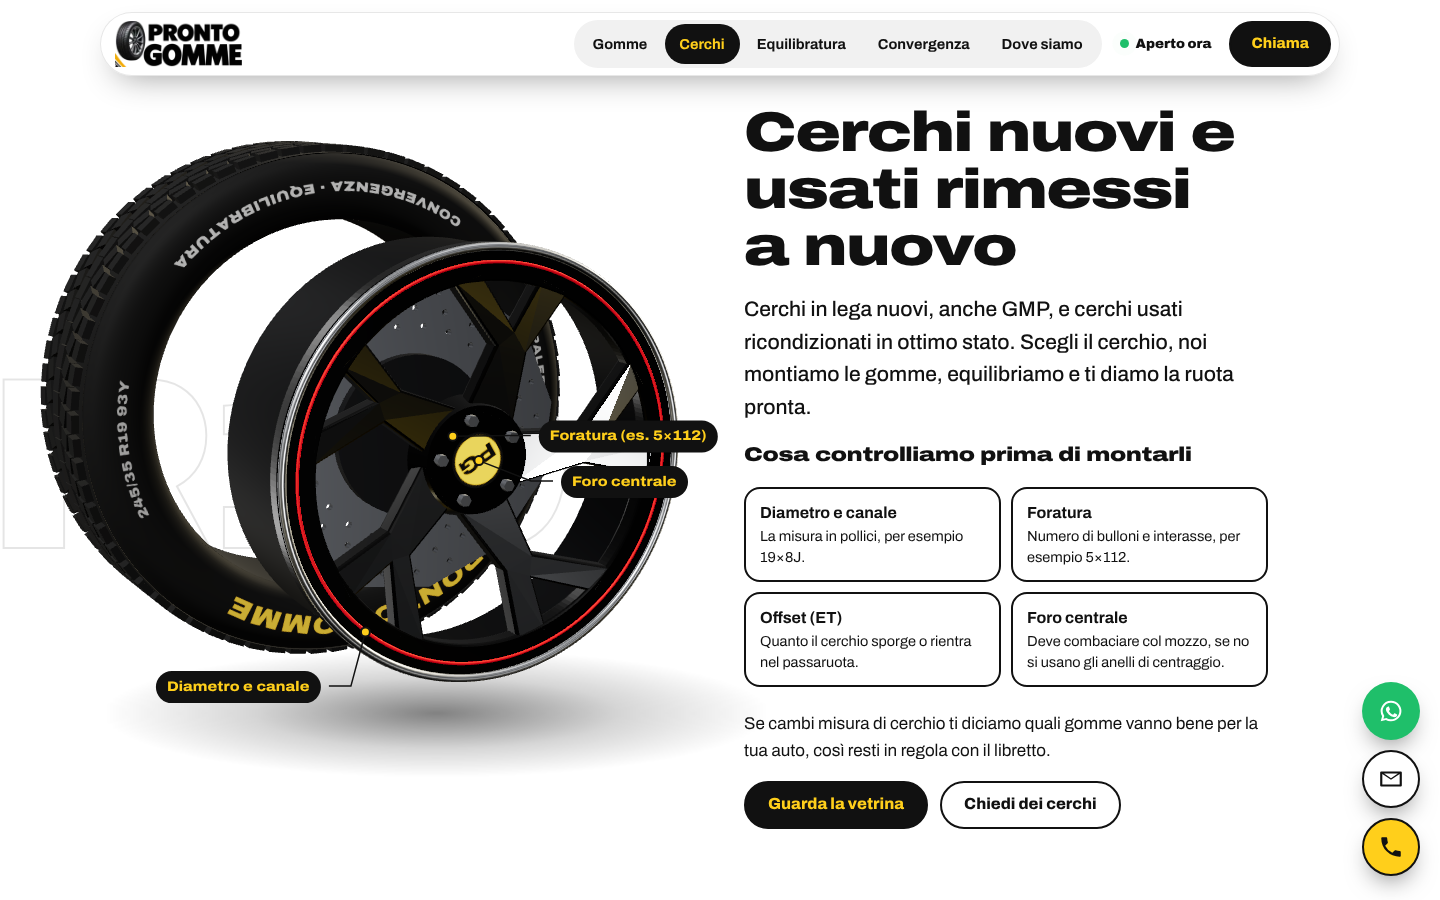 PRONTO
GOMME
Gomme
Cerchi
Equilibratura
Convergenza
Dove siamo
Aperto ora
Chiama
CONVERGENZA · EQUILIBRATURA
245/35 R19 93Y
Foratura (es. 5×112)
Foro centrale
Diametro e canale
Cerchi nuovi e
usati rimessi
a nuovo
Cerchi in lega nuovi, anche GMP, e cerchi usati
ricondizionati in ottimo stato. Scegli il cerchio, noi
montiamo le gomme, equilibriamo e ti diamo la ruota
pronta.
Cosa controlliamo prima di montarli
Diametro e canale
La misura in pollici, per esempio
19×8J.
Foratura
Numero di bulloni e interasse, per
esempio 5×112.
Offset (ET)
Quanto il cerchio sporge o rientra
nel passaruota.
Foro centrale
Deve combaciare col mozzo, se no
si usano gli anelli di centraggio.
Se cambi misura di cerchio ti diciamo quali gomme vanno bene per la
tua auto, così resti in regola con il libretto.
Guarda la vetrina
Chiedi dei cerchi